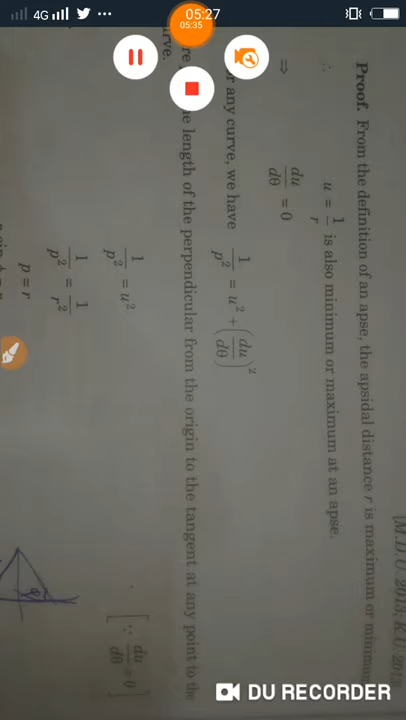 4G 05:27
05:35
[M.D.U. 2013, K.U. 201
Proof. From the definition of an apse, the apsidal distance r is maximum or minimum
∴ u = 1/r is also minimum or maximum at an apse.
⇒ du/dθ = 0
or any curve, we have 1/p² = u² + (du/dθ)²
re, he length of the perpendicular from the origin to the tangent at any point to the
rve.
1/p² = u² [∵ du/dθ = 0]
1/p² = 1/r²
p = r
DU RECORDER